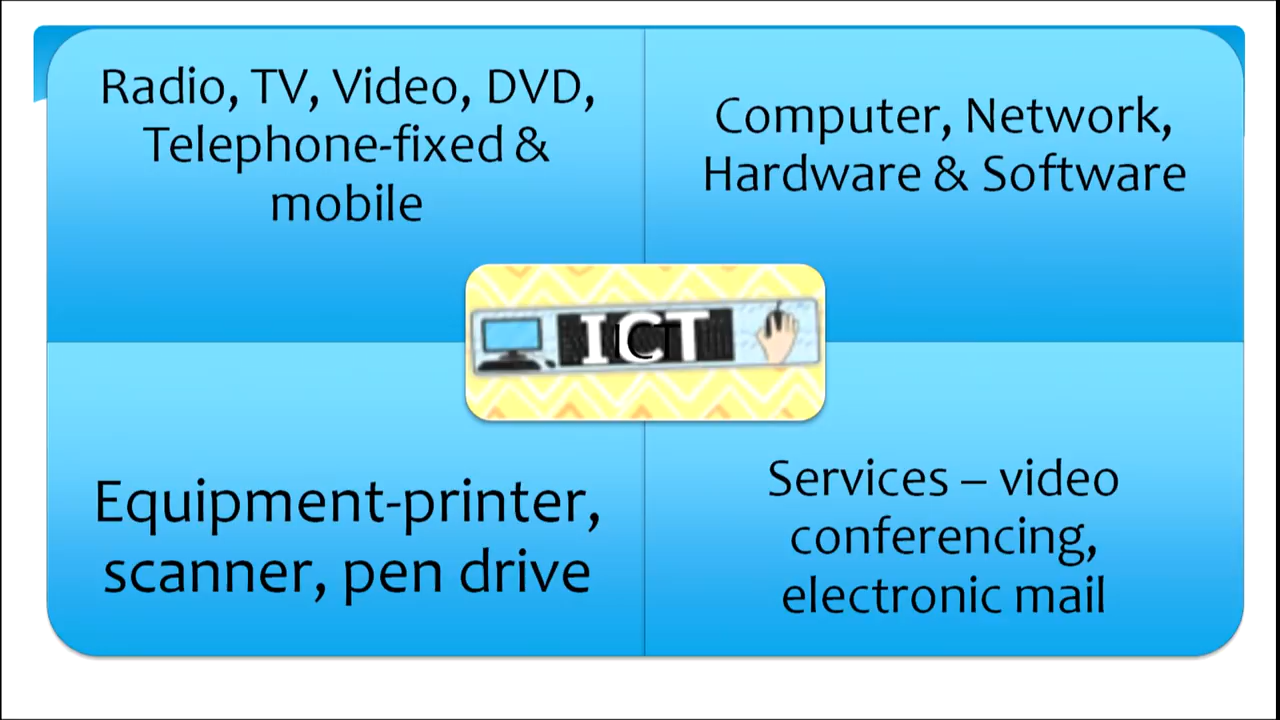 Radio, TV, Video, DVD,
Telephone-fixed &
mobile
Computer, Network,
Hardware & Software
ICT
ICT
Equipment-printer,
scanner, pen drive
Services – video
conferencing,
electronic mail